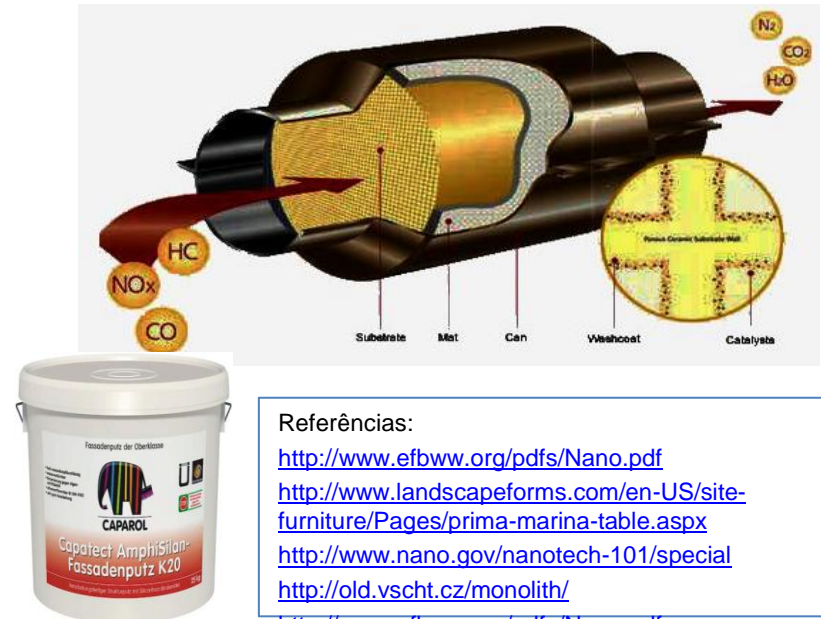 N₂
CO₂
H₂O
HC
NOx
CO
Porous Ceramic Substrate Wall
Substrate
Mat
Can
Washcoat
Catalysts
Fassadenputz der Oberklasse
CAPAROL
Capatect AmphiSilan-
Fassadenputz K20
Referências:
http://www.efbww.org/pdfs/Nano.pdf
http://www.landscapeforms.com/en-US/site-
furniture/Pages/prima-marina-table.aspx
http://www.nano.gov/nanotech-101/special
http://old.vscht.cz/monolith/